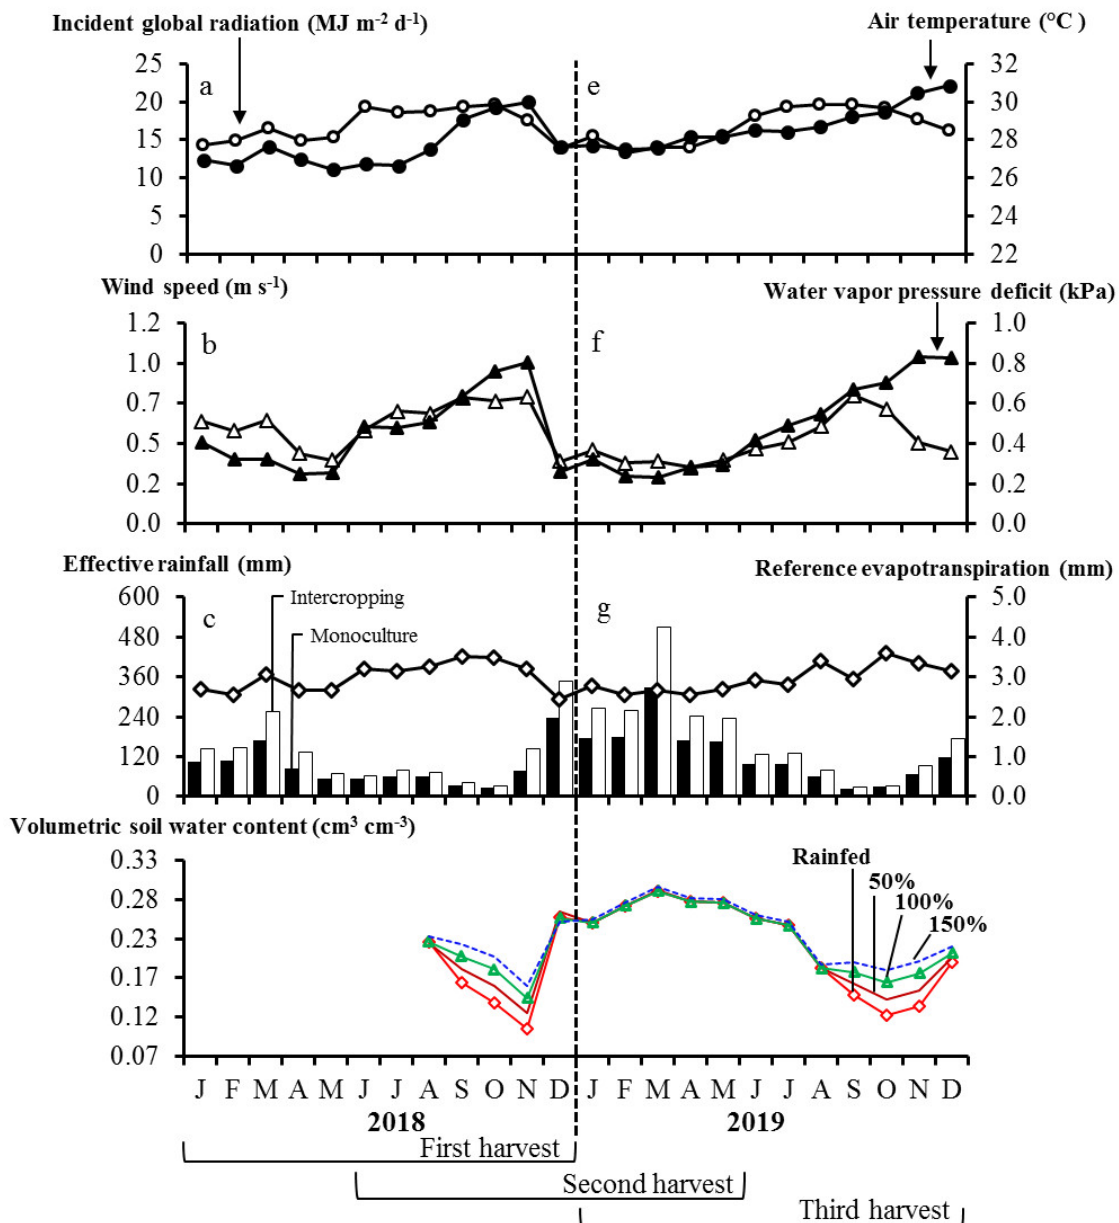 Incident global radiation (MJ m⁻² d⁻¹)
Air temperature (°C )
25 a e 32
20 30
15 28
10 26
5 24
0 22
Wind speed (m s⁻¹)
Water vapor pressure deficit (kPa)
1.2 b f 1.0
1.0 0.8
0.7 0.6
0.5 0.4
0.2 0.2
0.0 0.0
Effective rainfall (mm)
Reference evapotranspiration (mm)
600 Intercropping 5.0
480 c Monoculture g 4.0
360 3.0
240 2.0
120 1.0
0 0.0
Volumetric soil water content (cm³ cm⁻³)
0.33 Rainfed
0.28 50%
100%
0.23 150%
0.17
0.12
0.07
J F M A M J J A S O N D J F M A M J J A S O N D
2018 2019
First harvest
Second harvest
Third harvest